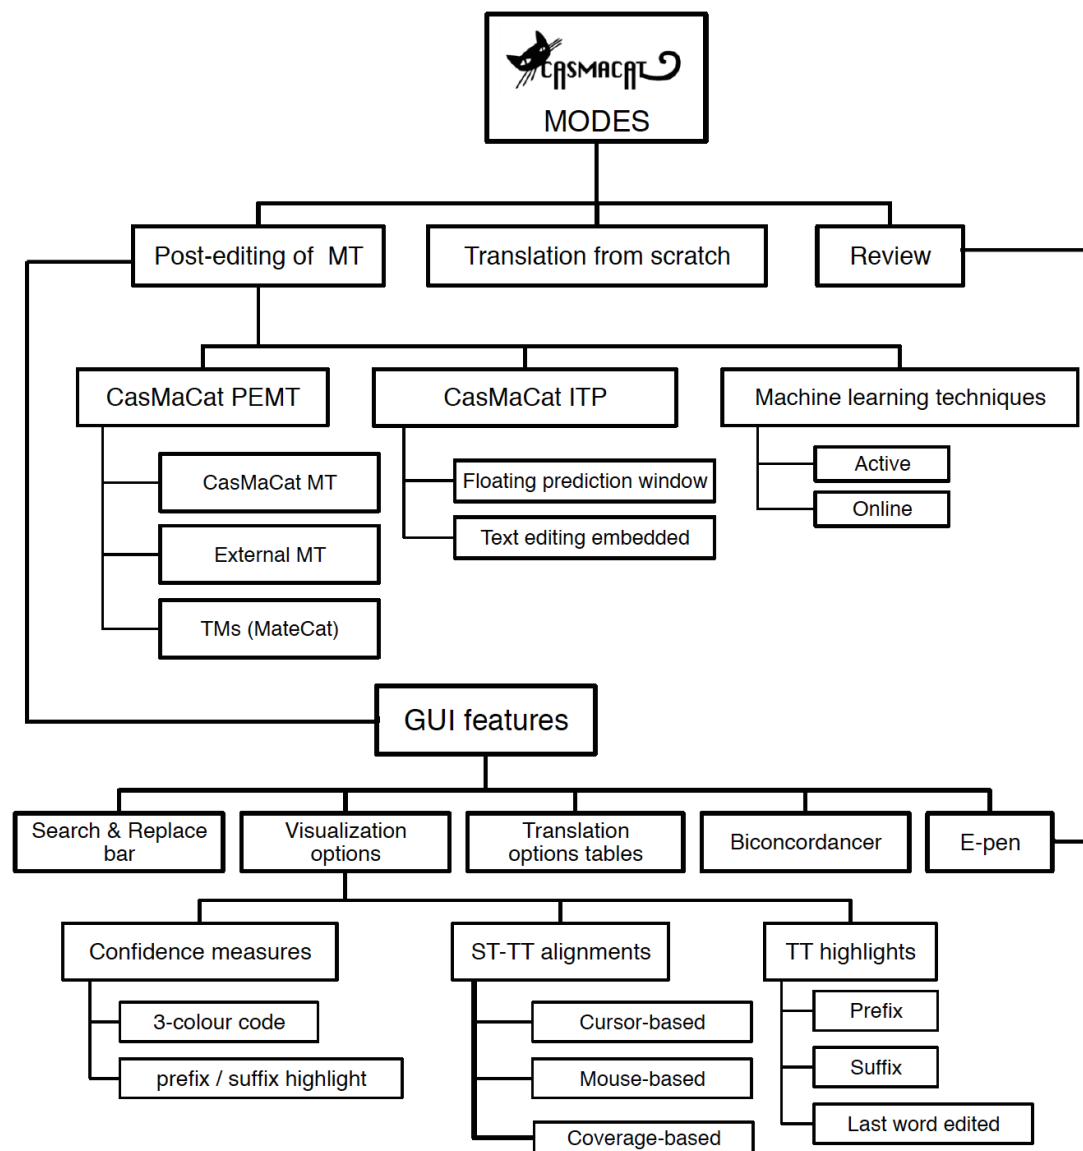 CASMACAT
MODES
Post-editing of MT
Translation from scratch
Review
CasMaCat PEMT
CasMaCat ITP
Machine learning techniques
CasMaCat MT
External MT
TMs (MateCat)
Floating prediction window
Text editing embedded
Active
Online
GUI features
Search & Replace
bar
Visualization
options
Translation
options tables
Biconcordancer
E-pen
Confidence measures
ST-TT alignments
TT highlights
3-colour code
prefix / suffix highlight
Cursor-based
Mouse-based
Coverage-based
Prefix
Suffix
Last word edited